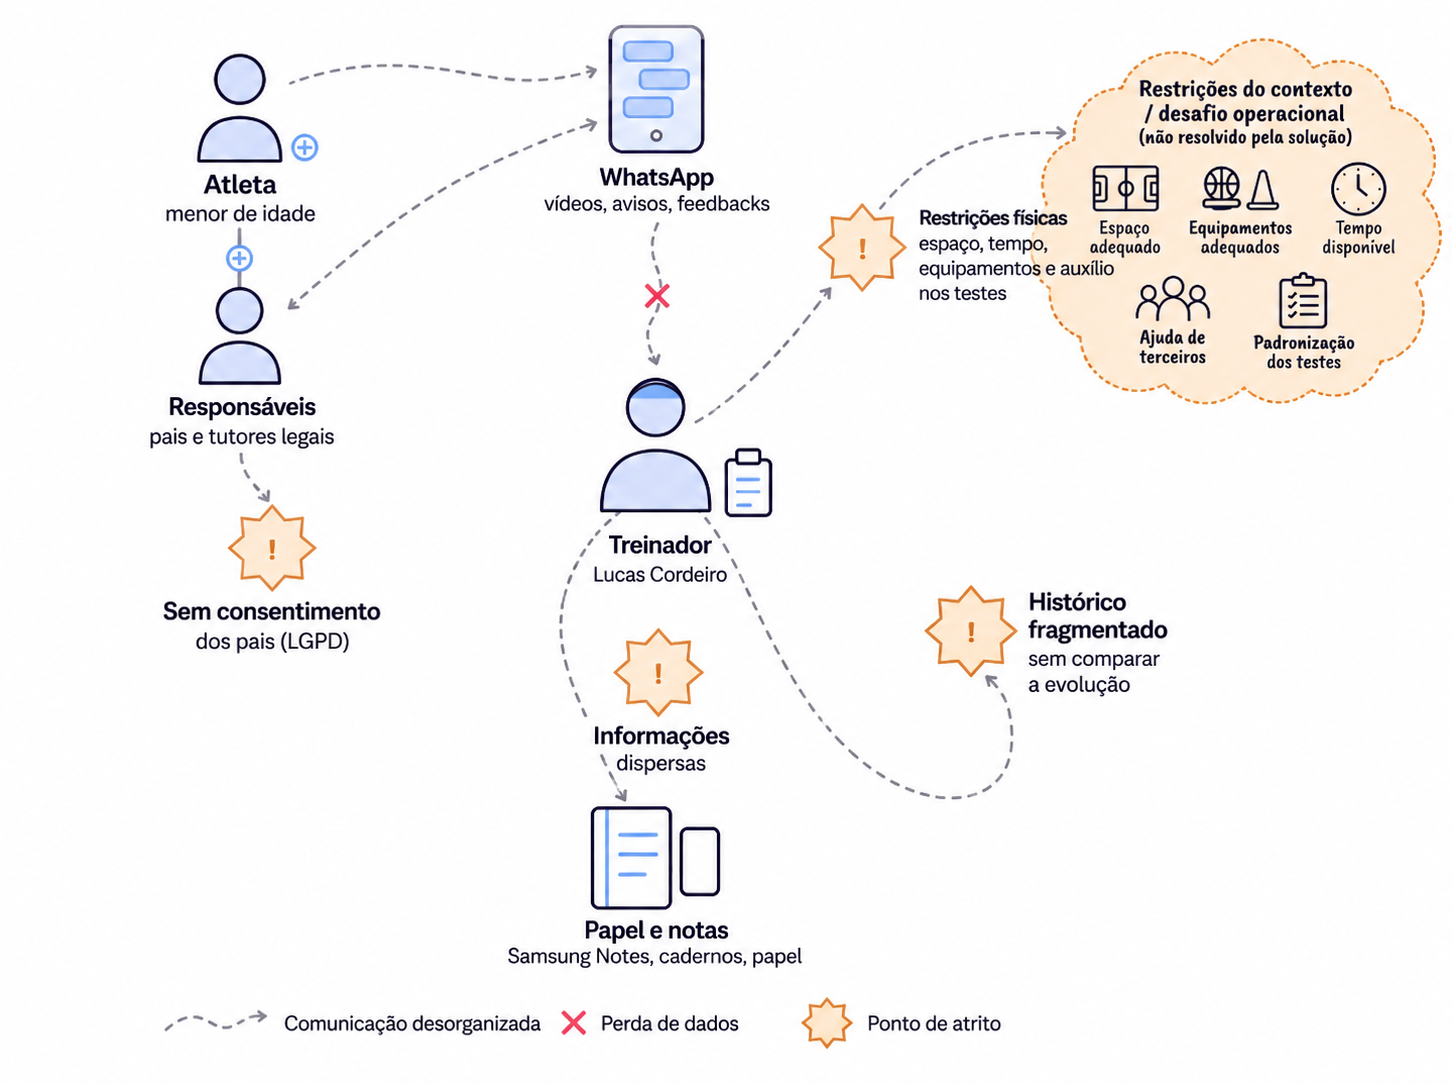 Atleta
menor de idade
WhatsApp
vídeos, avisos, feedbacks
Restrições do contexto
/ desafio operacional
(não resolvido pela solução)
Espaço
adequado
Equipamentos
adequados
Tempo
disponível
Ajuda de
terceiros
Padronização
dos testes
!
Restrições físicas
espaço, tempo,
equipamentos e auxílio
nos testes
Responsáveis
pais e tutores legais
!
Sem consentimento
dos pais (LGPD)
Treinador
Lucas Cordeiro
!
Histórico
fragmentado
sem comparar
a evolução
!
Informações
dispersas
Papel e notas
Samsung Notes, cadernos, papel
Comunicação desorganizada
Perda de dados
Ponto de atrito